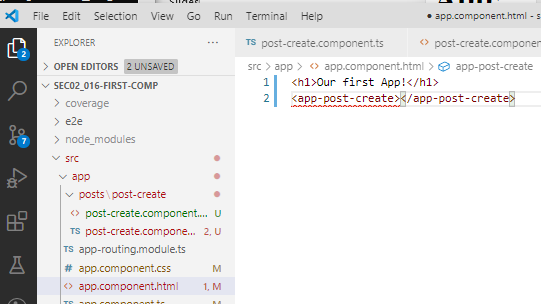 File Edit Selection View Go Run Terminal Help
● app.component.html - s
EXPLORER ···
TS post-create.component.ts <> post-create.component
2
OPEN EDITORS 2 UNSAVED
src > app > <> app.component.html > app-post-create
SEC02_016-FIRST-COMP
1 <h1>Our first App!</h1>
coverage
2 <app-post-create></app-post-create>
e2e
7
node_modules
src
app
posts \ post-create
<> post-create.component.... U
TS post-create.compone... 2, U
TS app-routing.module.ts
# app.component.css M
<> app.component.html 1, M
TS app.component.ts M